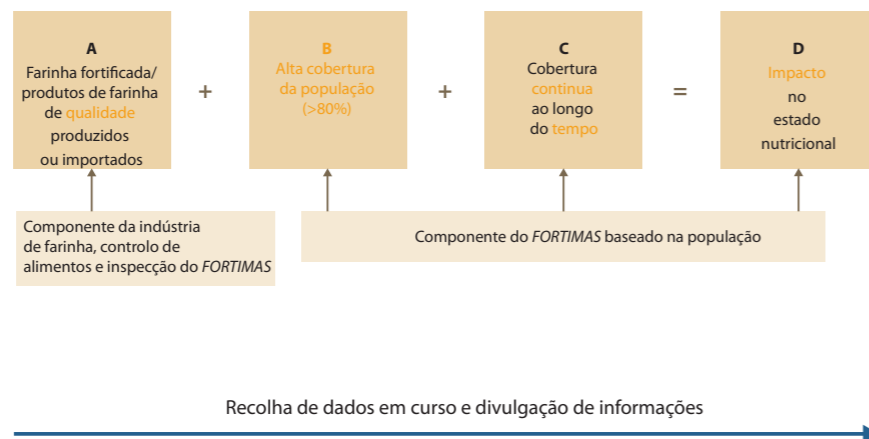 A
Farinha fortificada/
produtos de farinha
de qualidade
produzidos
ou importados
+
B
Alta cobertura
da população
(>80%)
+
C
Cobertura
continua
ao longo
do tempo
=
D
Impacto
no
estado
nutricional
Componente da indústria
de farinha, controlo de
alimentos e inspecção do FORTIMAS
Componente do FORTIMAS baseado na população
Recolha de dados em curso e divulgação de informações